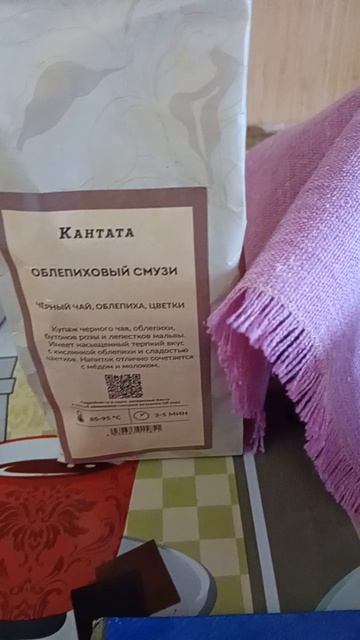 КАНТАТА
ОБЛЕПИХОВЫЙ СМУЗИ
ЧЕРНЫЙ ЧАЙ, ОБЛЕПИХА, ЦВЕТКИ
Купаж черного чая, облепихи,
бутонов розы и лепестков мальвы.
Имеет насыщенный терпкий вкус
с кислинкой облепихи и сладостью
цветков. Напиток отлично сочетается
с мёдом и молоком.
85-95 °C
3-5 МИН